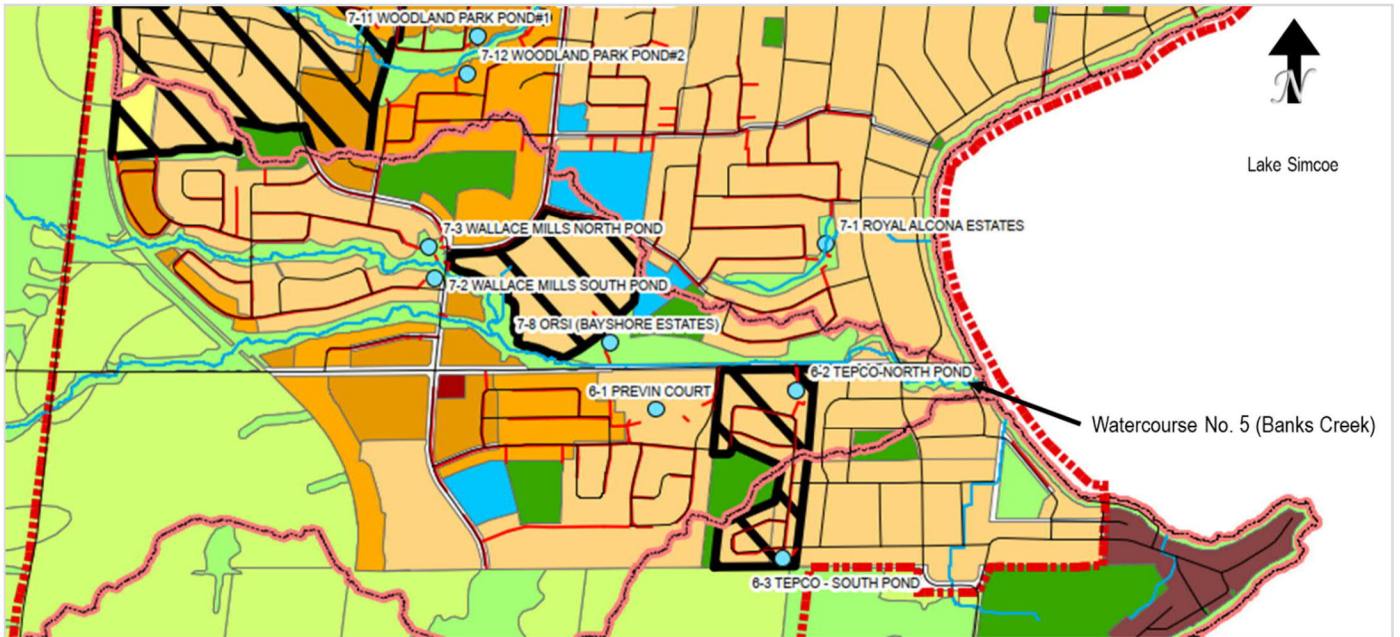 7-11 WOODLAND PARK POND#1
7-12 WOODLAND PARK POND#2
N
Lake Simcoe
7-3 WALLACE MILLS NORTH POND
7-1 ROYAL ALCONA ESTATES
7-2 WALLACE MILLS SOUTH POND
7-8 ORSI (BAYSHORE ESTATES)
6-2 TEPCO-NORTH POND
6-1 PREVIN COURT
Watercourse No. 5 (Banks Creek)
6-3 TEPCO - SOUTH POND